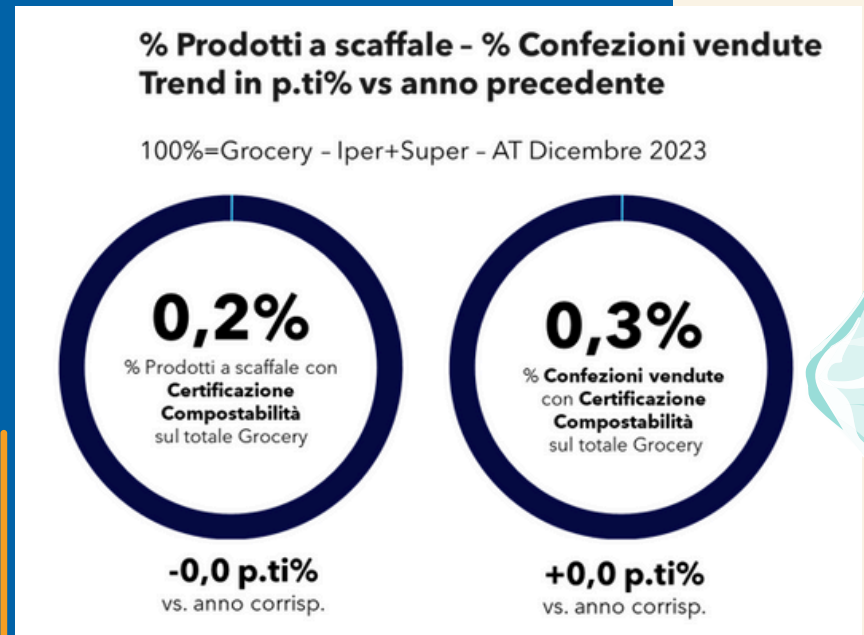 % Prodotti a scaffale – % Confezioni vendute
Trend in p.ti% vs anno precedente
100%=Grocery – Iper+Super – AT Dicembre 2023
0,2%
% Prodotti a scaffale con
Certificazione
Compostabilità
sul totale Grocery
-0,0 p.ti%
vs. anno corrisp.
0,3%
% Confezioni vendute
con Certificazione
Compostabilità
sul totale Grocery
+0,0 p.ti%
vs. anno corrisp.